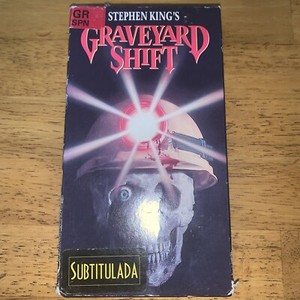 GR
SPN
STEPHEN KING'S
GRAVEYARD
SHIFT
SUBTITULADA